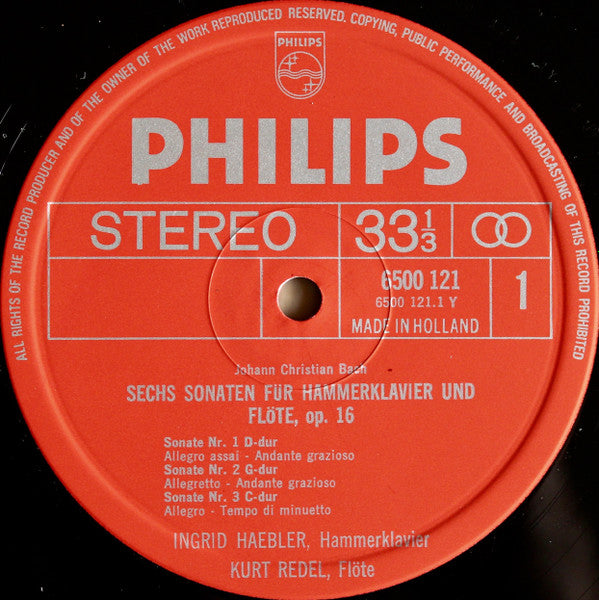 ALL RIGHTS OF THE RECORD PRODUCER AND OF THE OWNER OF THE WORK REPRODUCED RESERVED. COPYING, PUBLIC PERFORMANCE AND BROADCASTING OF THIS RECORD PROHIBITED
PHILIPS
PHILIPS
STEREO 33⅓
6500 121
6500 121.1 Y
1
MADE IN HOLLAND
Johann Christian Bach
SECHS SONATEN FÜR HAMMERKLAVIER UND
FLÖTE, op. 16
Sonate Nr. 1 D-dur
Allegro assai - Andante grazioso
Sonate Nr. 2 G-dur
Allegretto - Andante grazioso
Sonate Nr. 3 C-dur
Allegro - Tempo di minuetto
INGRID HAEBLER, Hammerklavier
KURT REDEL, Flöte